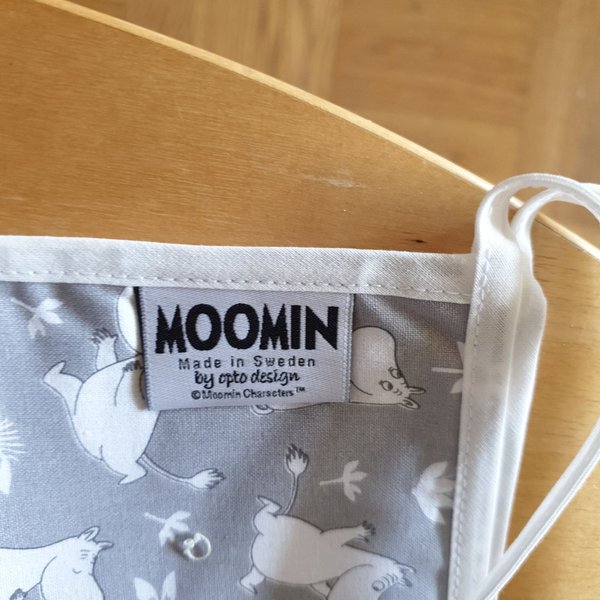 MOOMIN
Made in Sweden
by opto design
©Moomin Characters™